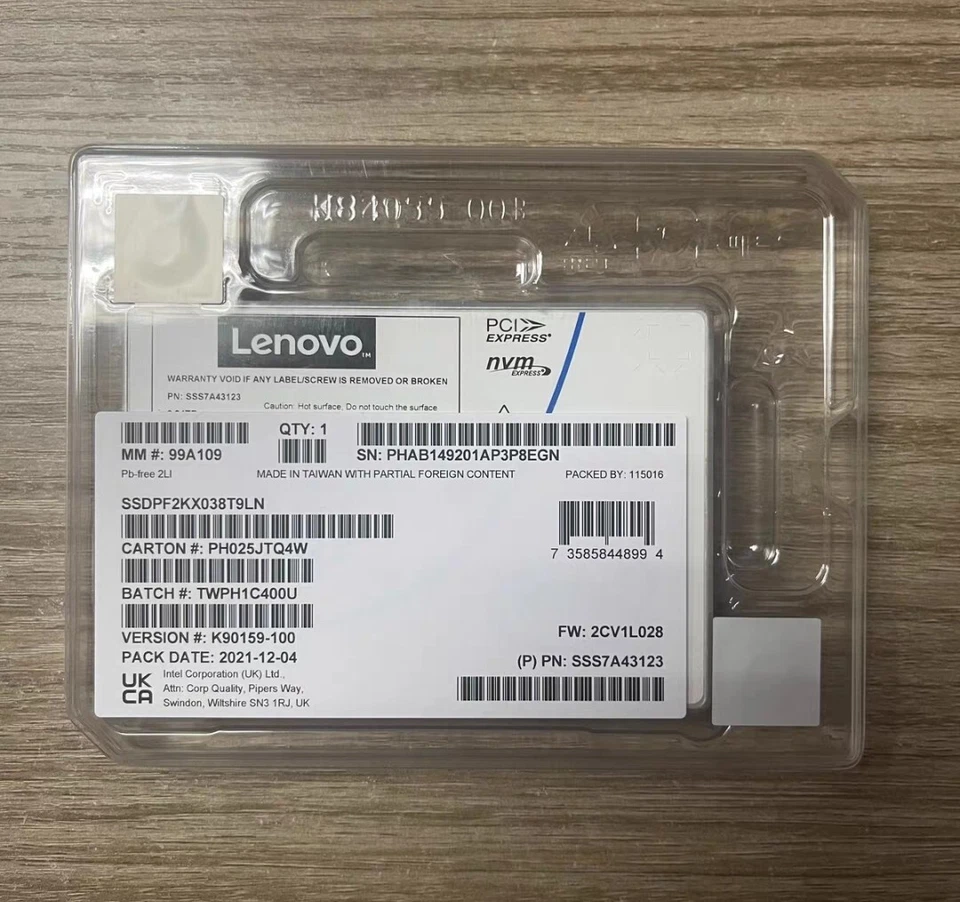 Lenovo™
PCI
EXPRESS®
nvm
EXPRESS
WARRANTY VOID IF ANY LABEL/SCREW IS REMOVED OR BROKEN
PN: SSS7A43123
Caution: Hot surface, Do not touch the surface
QTY: 1
MM #: 99A109
SN: PHAB149201AP3P8EGN
Pb-free 2LI
MADE IN TAIWAN WITH PARTIAL FOREIGN CONTENT
PACKED BY: 115016
SSDPF2KX038T9LN
7 3585844899 4
CARTON #: PH025JTQ4W
BATCH #: TWPH1C400U
VERSION #: K90159-100
FW: 2CV1L028
PACK DATE: 2021-12-04
(P) PN: SSS7A43123
UK
CA
Intel Corporation (UK) Ltd.,
Attn: Corp Quality, Pipers Way,
Swindon, Wiltshire SN3 1RJ, UK